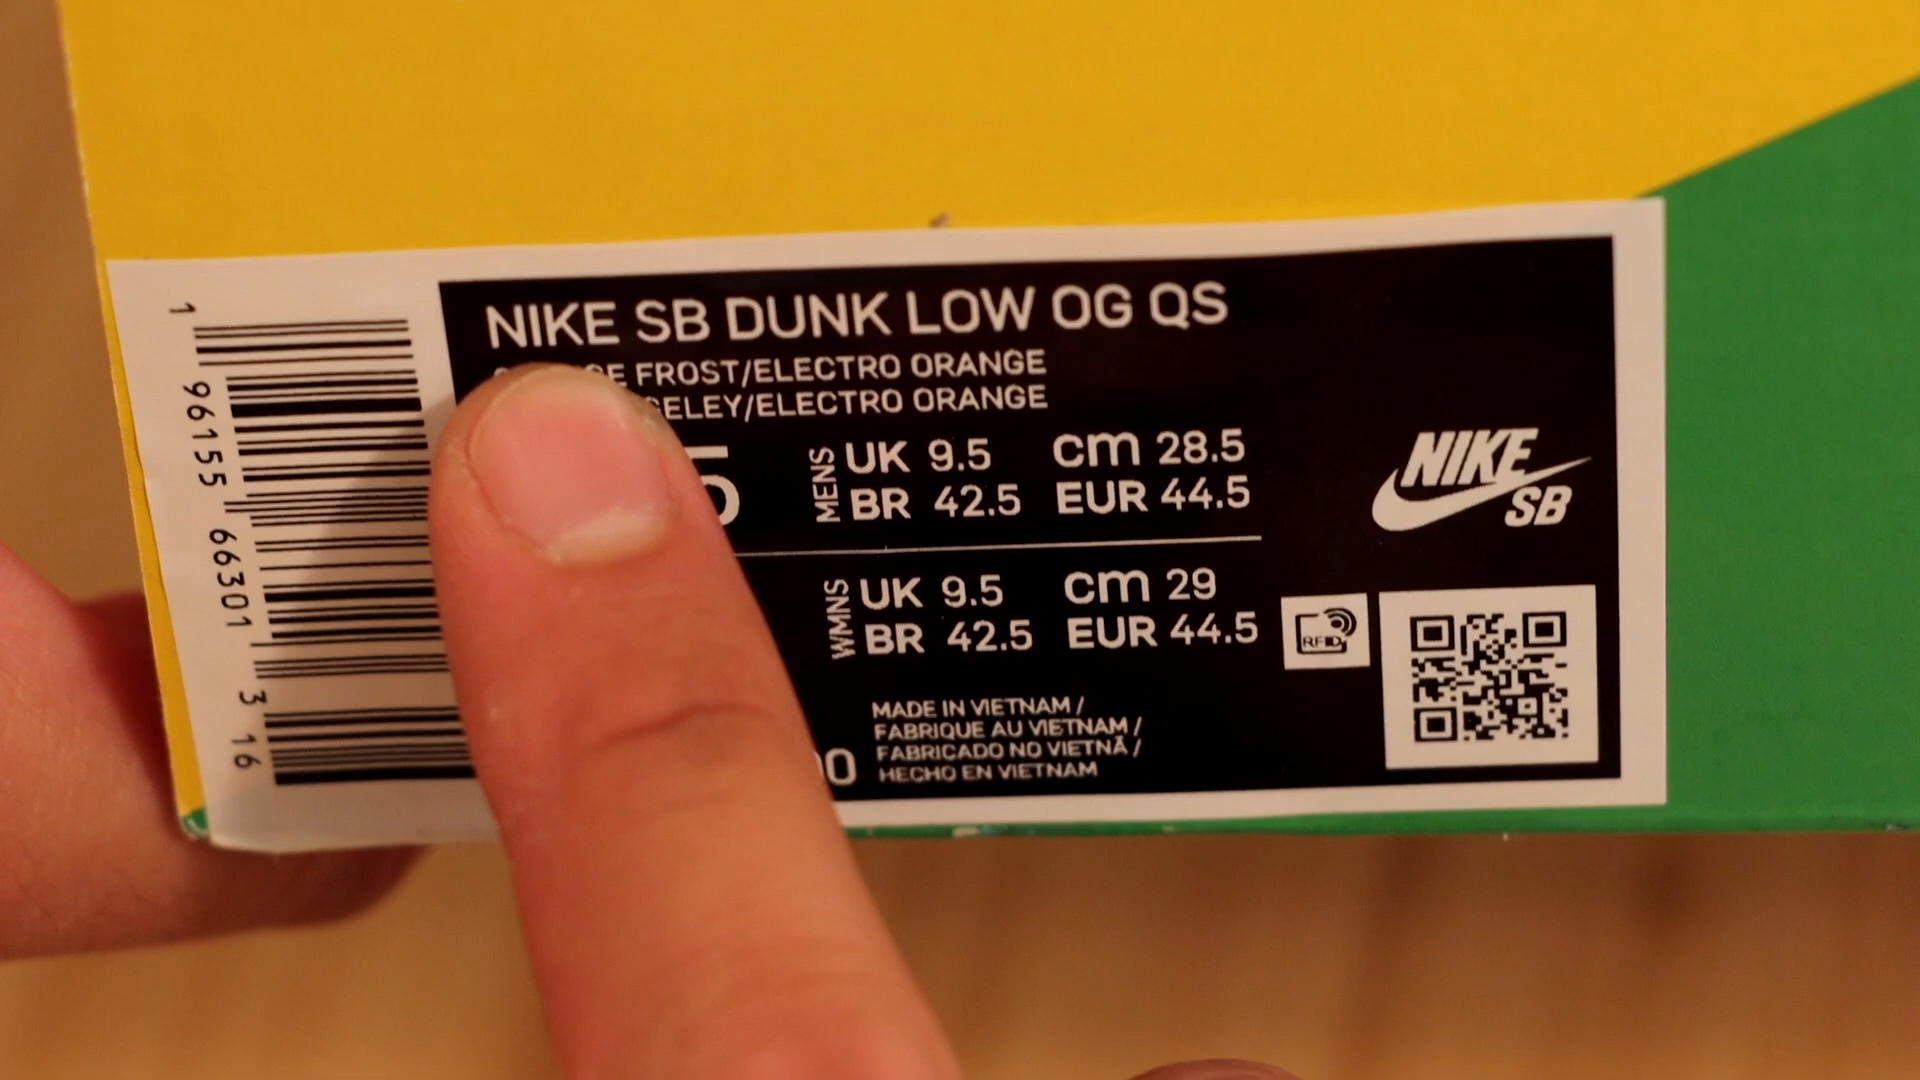 NIKE SB DUNK LOW OG QS
FROST/ELECTRO ORANGE
/ELECTRO ORANGE
MENS
UK 9.5 cm 28.5
BR 42.5 EUR 44.5
WMNS
UK 9.5 cm 29
BR 42.5 EUR 44.5
MADE IN VIETNAM /
FABRIQUE AU VIETNAM /
FABRICADO NO VIETNÃ /
HECHO EN VIETNAM
NIKE
SB
RFID
1 96155 66301 3 16